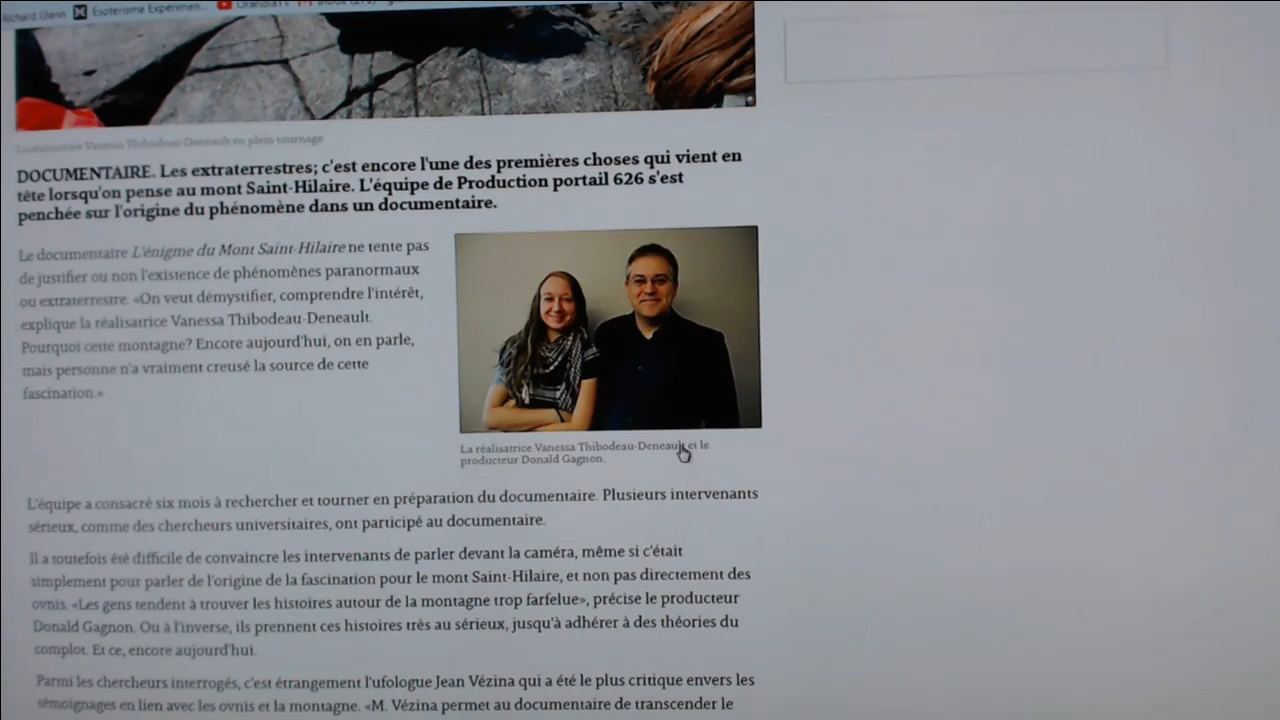 Richard Glenn Esoterisme Expérimen...
Vanessa Thibodeau-Deneault en plein tournage
DOCUMENTAIRE. Les extraterrestres; c'est encore l'une des premières choses qui vient en
tête lorsqu'on pense au mont Saint-Hilaire. L'équipe de Production portail 626 s'est
penchée sur l'origine du phénomène dans un documentaire.
Le documentaire L'énigme du Mont Saint-Hilaire ne tente pas
de justifier ou non l'existence de phénomènes paranormaux
ou extraterrestre. «On veut démystifier, comprendre l'intérêt,
explique la réalisatrice Vanessa Thibodeau-Deneault.
Pourquoi cette montagne? Encore aujourd'hui, on en parle,
mais personne n'a vraiment creusé la source de cette
fascination.»
La réalisatrice Vanessa Thibodeau-Deneault et le
producteur Donald Gagnon.
L'équipe a consacré six mois à rechercher et tourner en préparation du documentaire. Plusieurs intervenants
sérieux, comme des chercheurs universitaires, ont participé au documentaire.
Il a toutefois été difficile de convaincre les intervenants de parler devant la caméra, même si c'était
simplement pour parler de l'origine de la fascination pour le mont Saint-Hilaire, et non pas directement des
ovnis. «Les gens tendent à trouver les histoires autour de la montagne trop farfelue», précise le producteur
Donald Gagnon. Ou à l'inverse, ils prennent ces histoires très au sérieux, jusqu'à adhérer à des théories du
complot. Et ce, encore aujourd'hui.
Parmi les chercheurs interrogés, c'est étrangement l'ufologue Jean Vézina qui a été le plus critique envers les
témoignages en lien avec les ovnis et la montagne. «M. Vézina permet au documentaire de transcender le